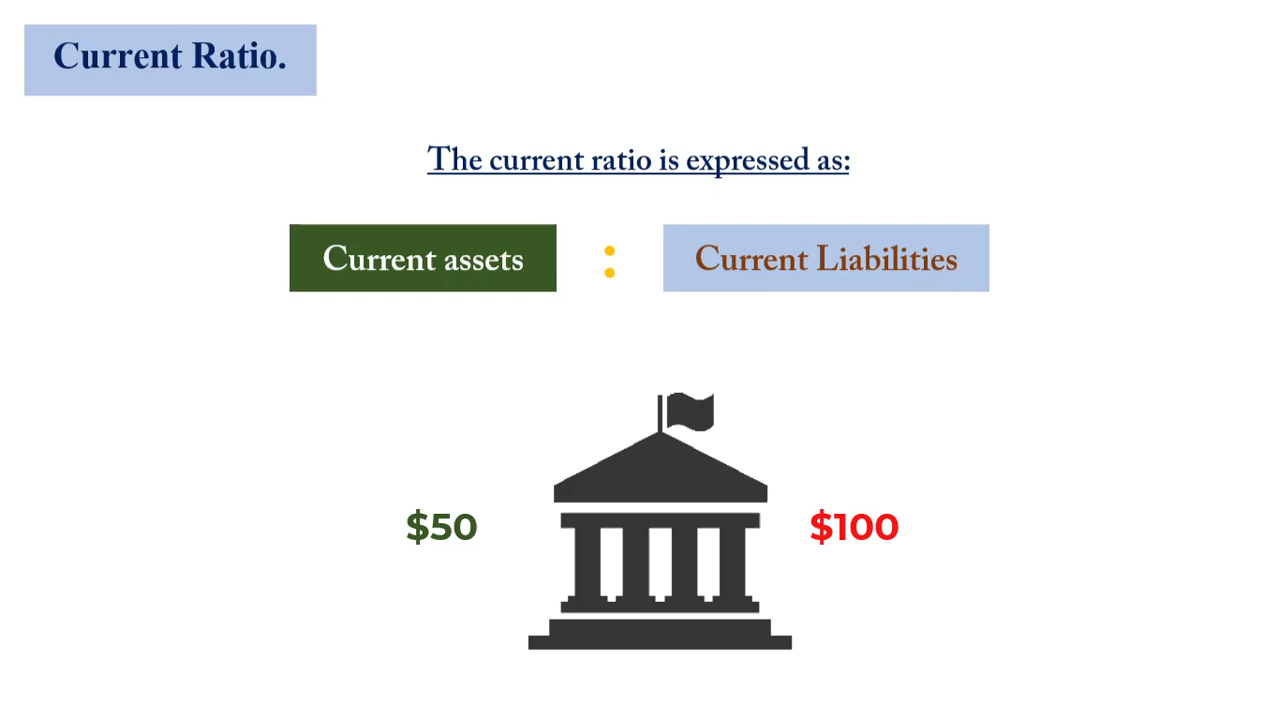 Current Ratio.
The current ratio is expressed as:
Current assets : Current Liabilities
$50 $100